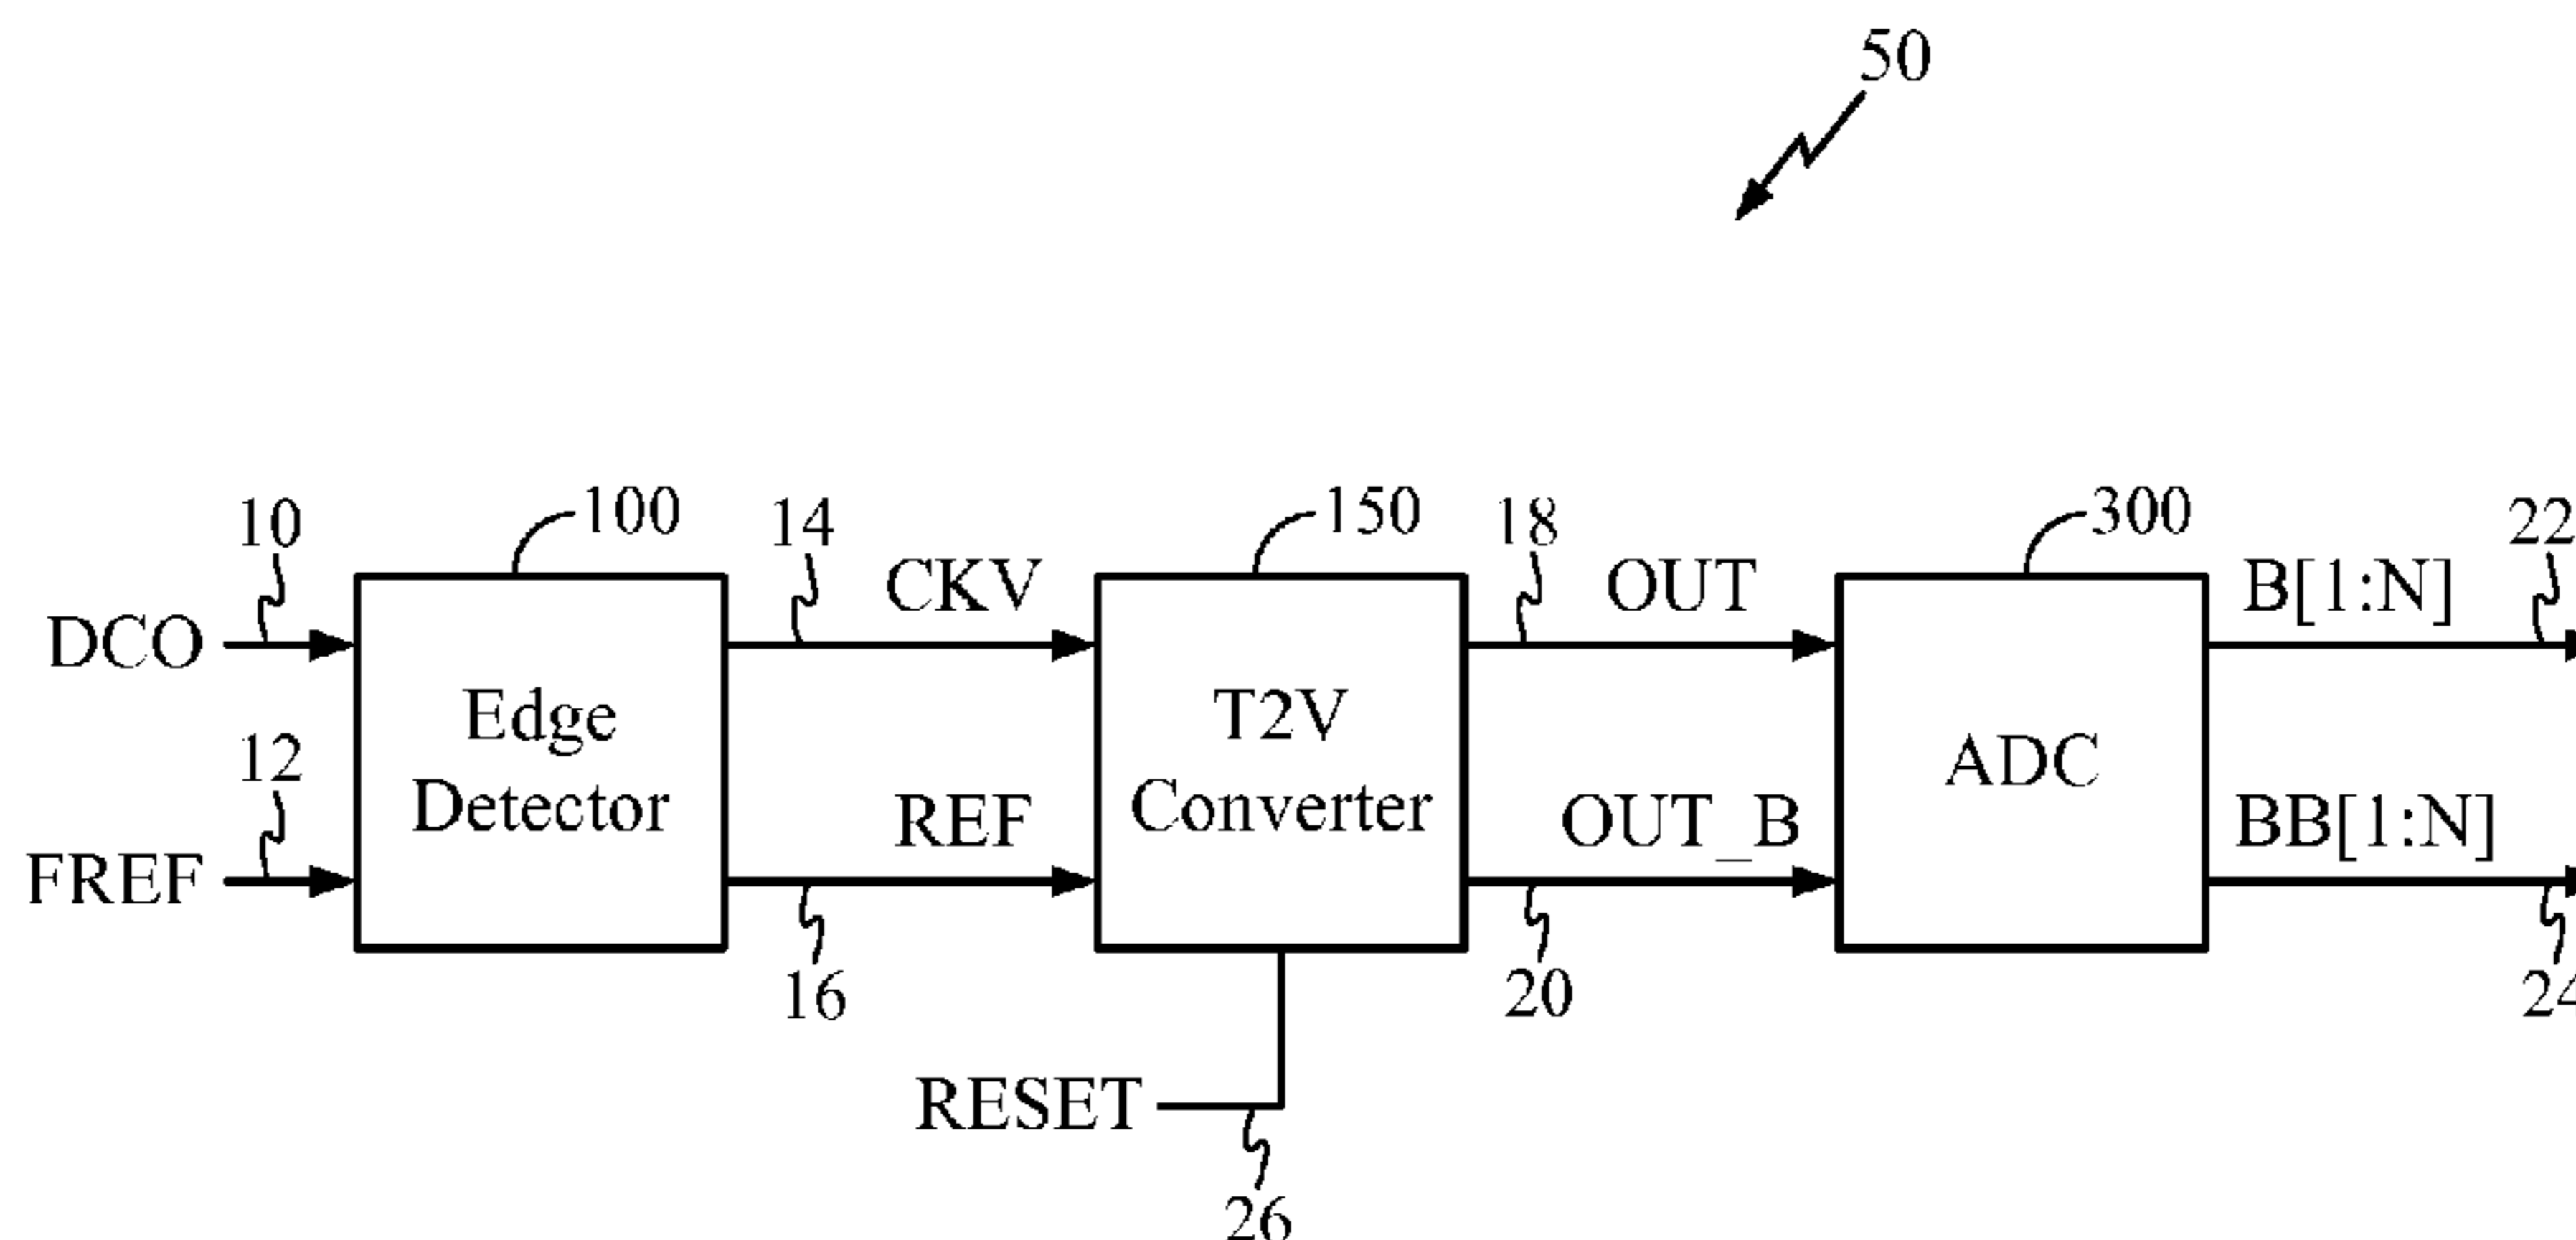 50
10
100
14
CKV
150
18
OUT
300
B[1:N]
22
DCO
Edge
Detector
T2V
Converter
ADC
12
FREF
REF
OUT_B
BB[1:N]
16
20
24
RESET
26